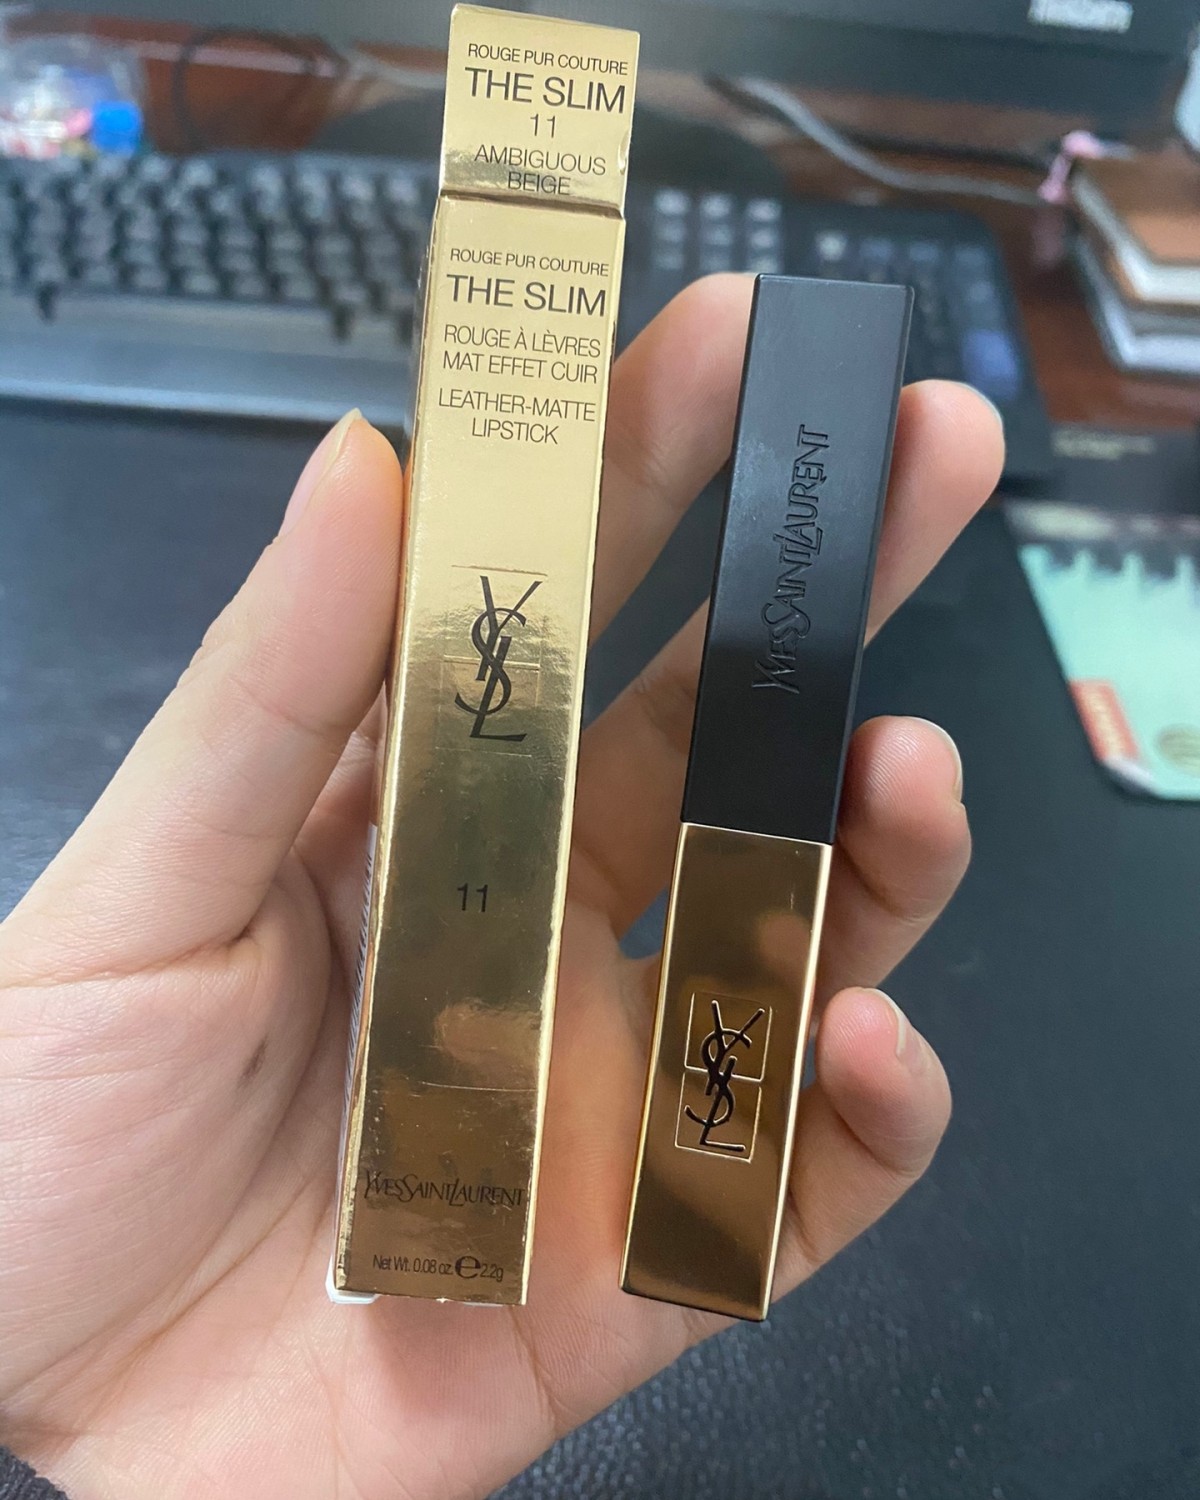 ROUGE PUR COUTURE
THE SLIM
11
AMBIGUOUS
BEIGE
ROUGE PUR COUTURE
THE SLIM
ROUGE À LÈVRES
MAT EFFET CUIR
LEATHER-MATTE
LIPSTICK
YSL
11
YVESSAINTLAURENT
Net Wt. 0.08 oz. e 2.2g
YVESSAINTLAURENT
YSL